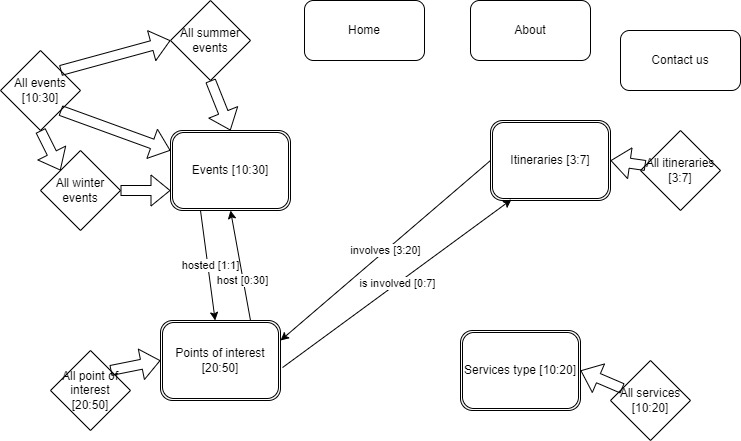 All summer
events
Home
About
Contact us
All events
[10:30]
Events [10:30]
Itineraries [3:7]
All itineraries
[3:7]
All winter
events
involves [3:20]
hosted [1:1]
host [0:30]
is involved [0:7]
Points of interest
[20:50]
Services type [10:20]
All point of
interest
[20:50]
All services
[10:20]